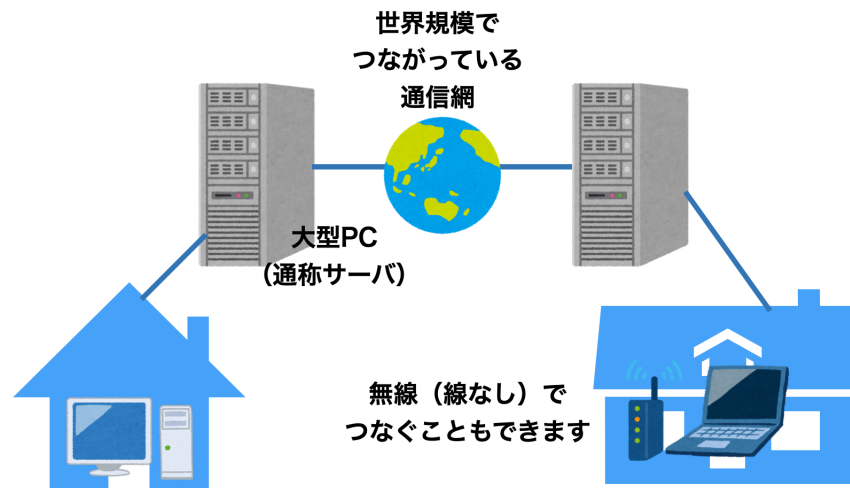 世界規模で
つながっている
通信網
大型PC
（通称サーバ）
無線（線なし）で
つなぐこともできます